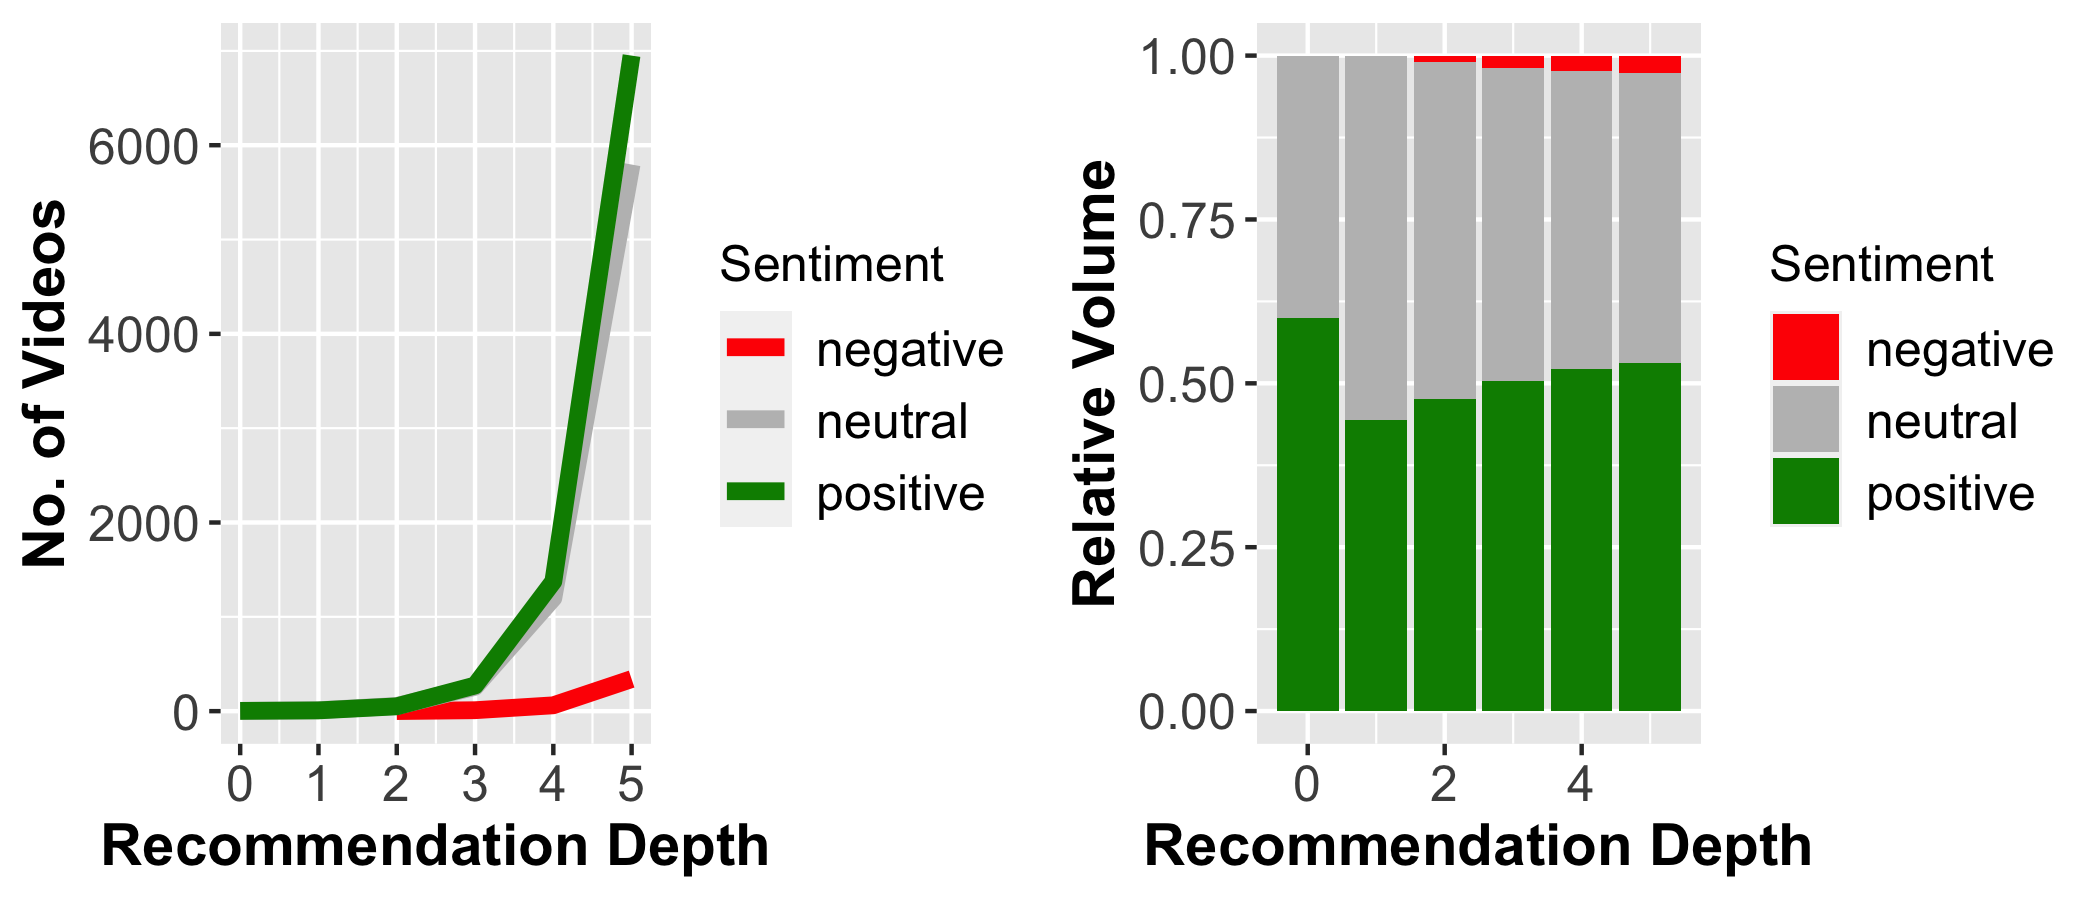 No. of Videos
6000
4000
2000
0
0 1 2 3 4 5
Recommendation Depth
Sentiment
negative
neutral
positive
Relative Volume
1.00
0.75
0.50
0.25
0.00
0 2 4
Recommendation Depth
Sentiment
negative
neutral
positive